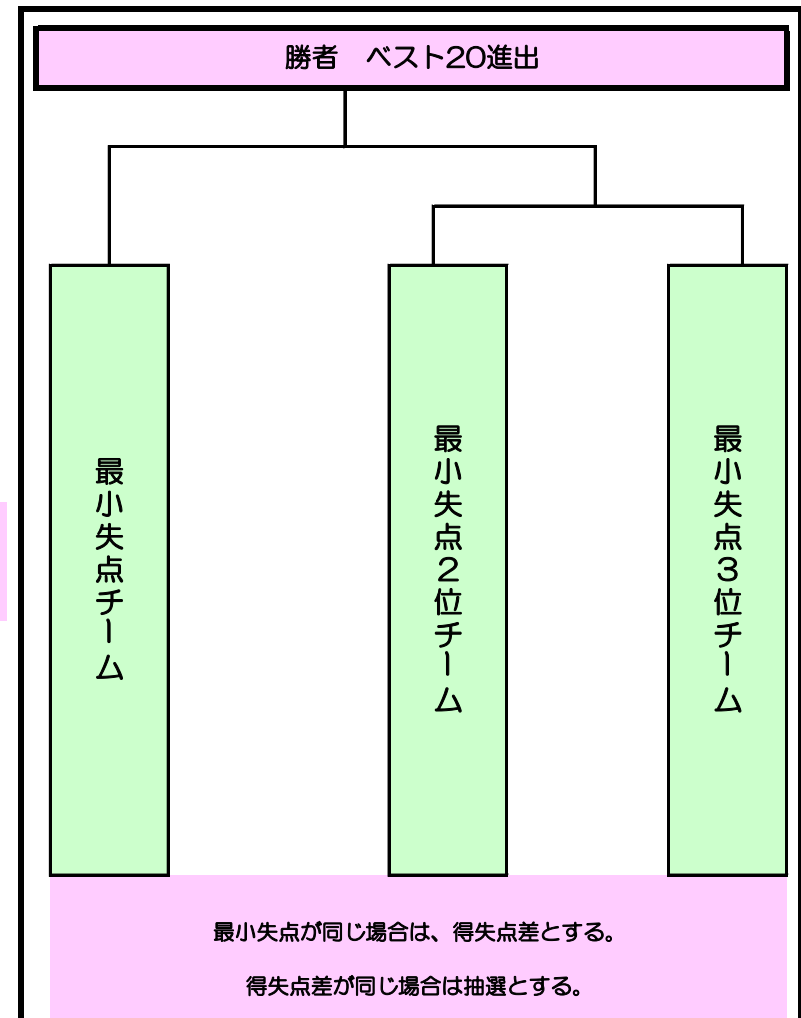 勝者　ベスト20進出
最小失点チーム
最小失点２位チーム
最小失点３位チーム
最小失点が同じ場合は、得失点差とする。
得失点差が同じ場合は抽選とする。